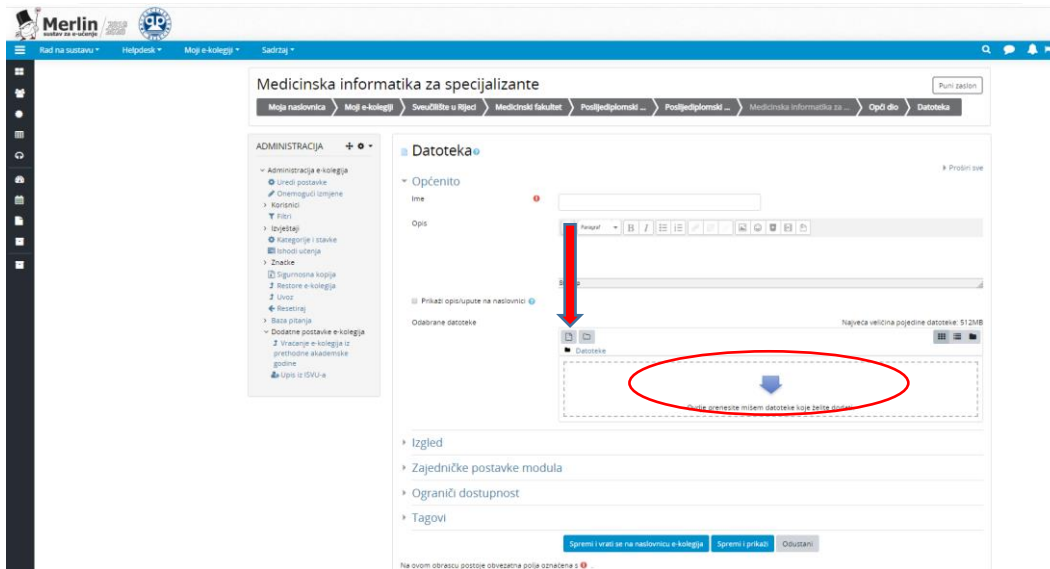 Merlin 2019 2020
sustav za e-učenje
Rad na sustavu Helpdesk Moji e-kolegiji Sadrzaj
Medicinska informatika za specijalizante
Puni zaslon
Moja naslovnica Moji e-kolegiji Sveučilište u Rijeci Medicinski fakultet Poslijediplomski ... Poslijediplomski ... Medicinska informatika za ... Opći dio Datoteka
ADMINISTRACIJA
Administracija e-kolegija
Uredi postavke
Onemogući izmjene
Korisnici
Filtri
Izvještaji
Kategorije i stavke
Ishodi učenja
Značke
Sigurnosna kopija
Restore e-kolegija
Uvoz
Resetiraj
Baza pitanja
Dodatne postavke e-kolegija
Vraćanje e-kolegija iz
prethodne akademske
godine
Upis iz ISVU-a
Datoteka
Proširi sve
Općenito
Ime
Opis
Paragraf B I
Prikaži opis/upute na naslovnici
Odabrane datoteke
Najveća veličina pojedine datoteke: 512MB
Datoteke
Ovdje prenesite mišem datoteke koje želite dodati
Izgled
Zajedničke postavke modula
Ograniči dostupnost
Tagovi
Spremi i vrati se na naslovnicu e-kolegija Spremi i prikaži Odustani
Na ovom obrascu postoje obvezatna polja označena s .